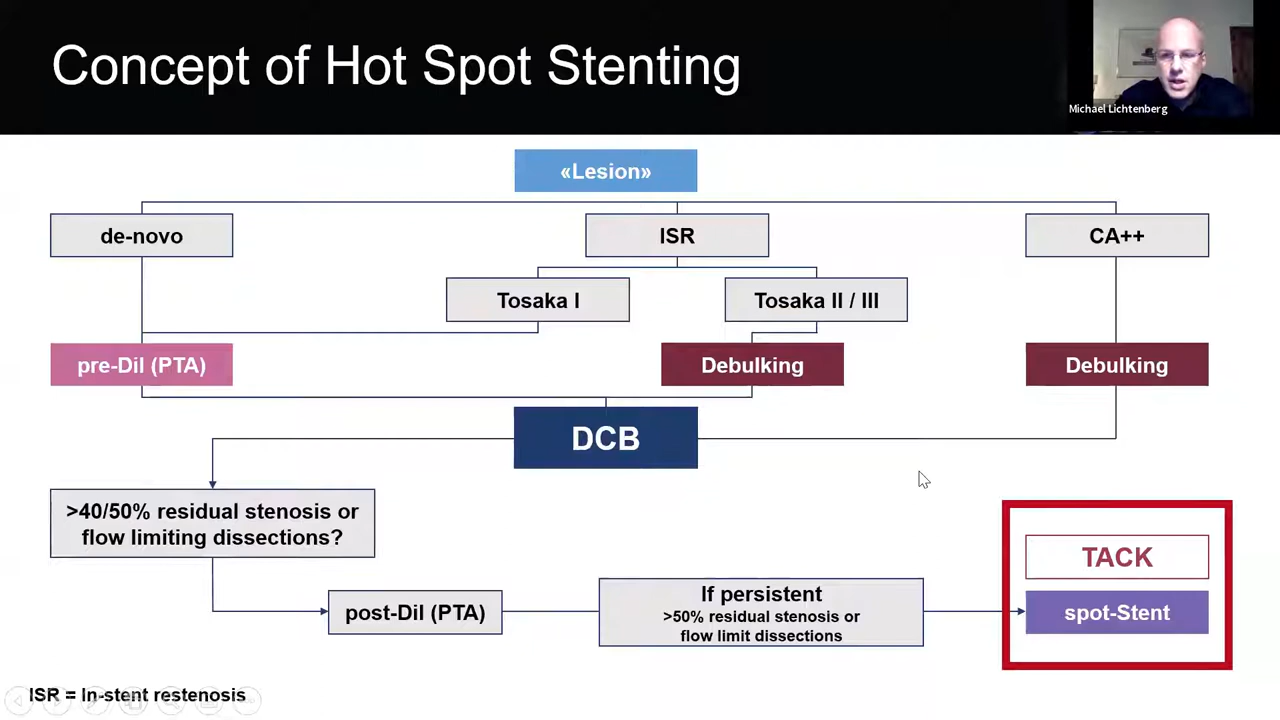 Concept of Hot Spot Stenting
Michael Lichtenberg
«Lesion»
de-novo
ISR
CA++
Tosaka I
Tosaka II / III
pre-Dil (PTA)
Debulking
Debulking
DCB
>40/50% residual stenosis or
flow limiting dissections?
TACK
post-Dil (PTA)
If persistent
>50% residual stenosis or
flow limit dissections
spot-Stent
ISR = In-stent restenosis